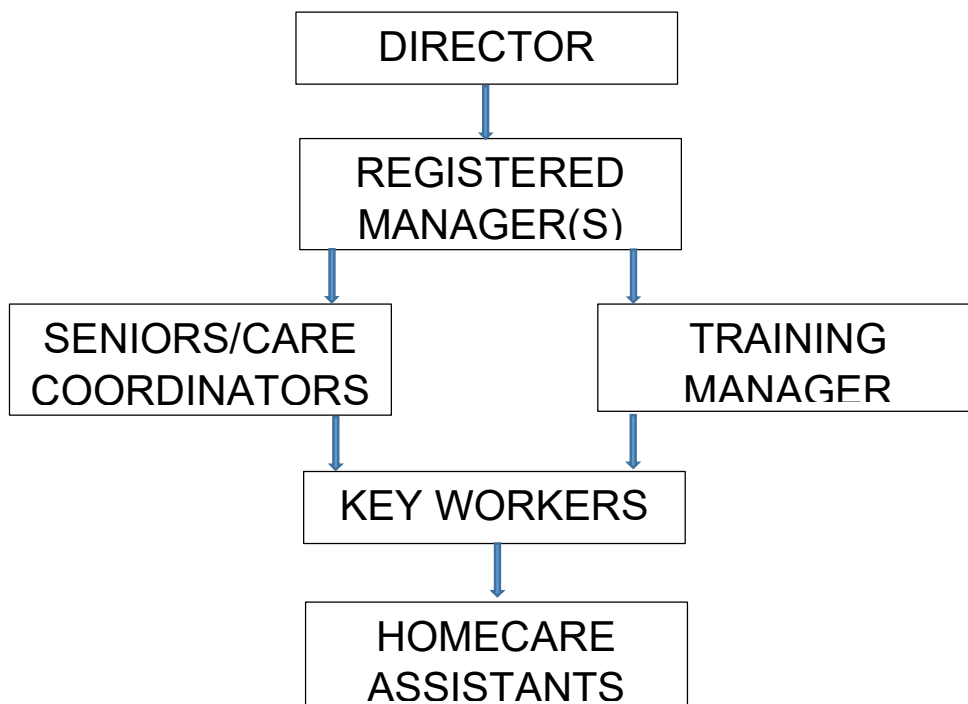 DIRECTOR
REGISTERED
MANAGER(S)
SENIORS/CARE
COORDINATORS
TRAINING
MANAGER
KEY WORKERS
HOMECARE
ASSISTANTS